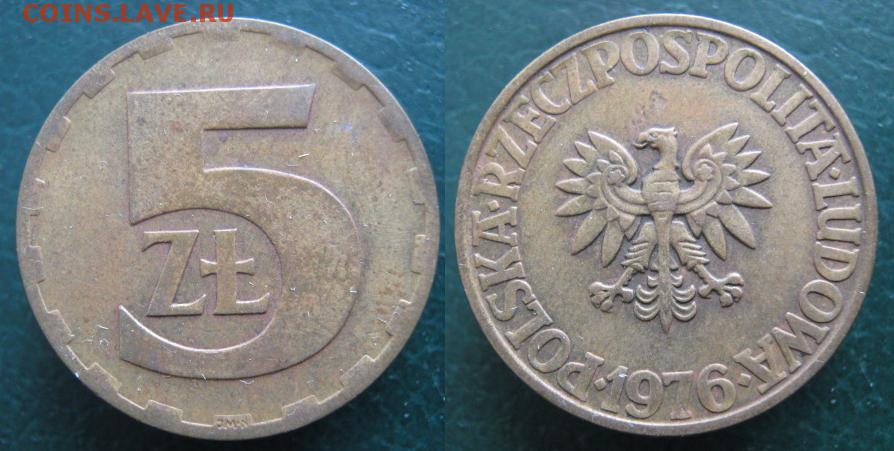 COINS.LAVE.RU
5
ZŁ
POLSKA·RZECZPOSPOLITA·LUDOWA·
1976